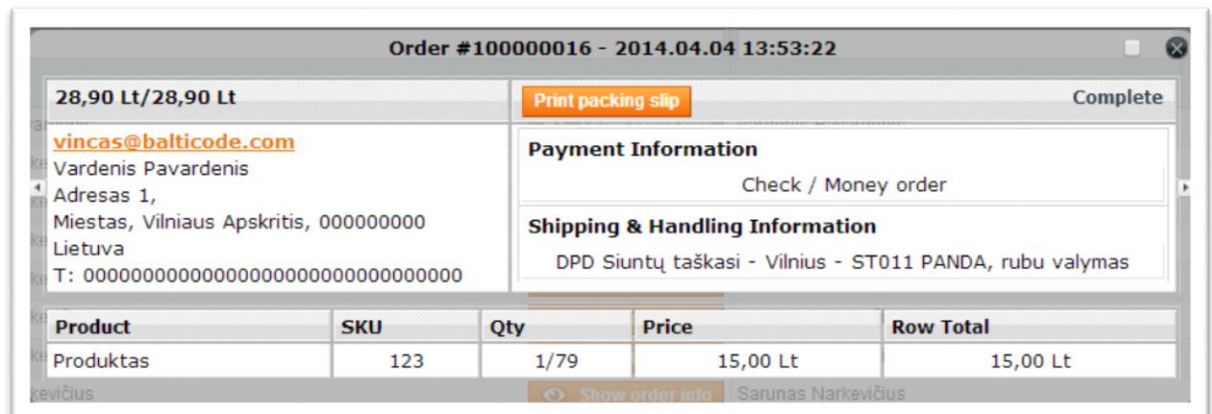 Order #100000016 - 2014.04.04 13:53:22
28,90 Lt/28,90 Lt
Print packing slip
Complete
vincas@balticode.com
Vardenis Pavardenis
Adresas 1,
Miestas, Vilniaus Apskritis, 000000000
Lietuva
T: 00000000000000000000000000000
Payment Information
Check / Money order
Shipping & Handling Information
DPD Siuntų taškasi - Vilnius - ST011 PANDA, rubu valymas
Product SKU Qty Price Row Total
Produktas 123 1/79 15,00 Lt 15,00 Lt
kevičius Show order info Sarunas Narkevičius